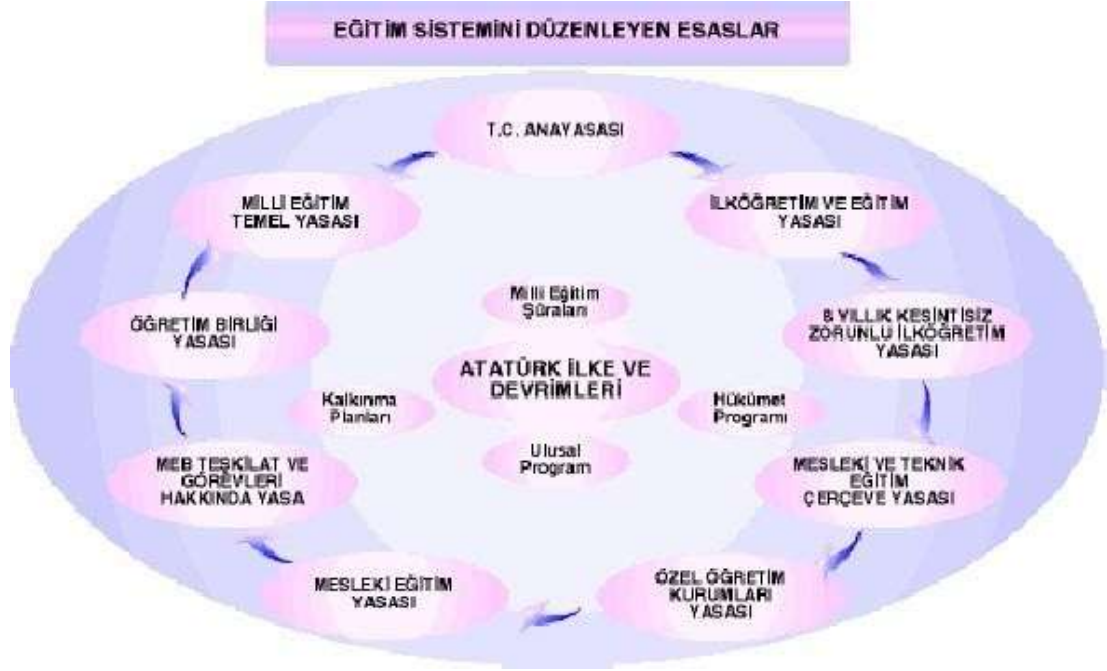 EĞİTİM SİSTEMİNİ DÜZENLEYEN ESASLAR
T.C. ANAYASASI
MİLLİ EĞİTİM
TEMEL YASASI
İLKÖĞRETİM VE EĞİTİM
YASASI
Milli Eğitim
Şûraları
ÖĞRETİM BİRLİĞİ
YASASI
8 YILLIK KESİNTİSİZ
ZORUNLU İLKÖĞRETİM
YASASI
ATATÜRK İLKE VE
DEVRİMLERİ
Kalkınma
Planları
Hükümet
Programı
Ulusal
Program
MEB TEŞKİLAT VE
GÖREVLERİ
HAKKINDA YASA
MESLEKİ VE TEKNİK
EĞİTİM
ÇERÇEVE YASASI
MESLEKİ EĞİTİM
YASASI
ÖZEL ÖĞRETİM
KURUMLARI
YASASI